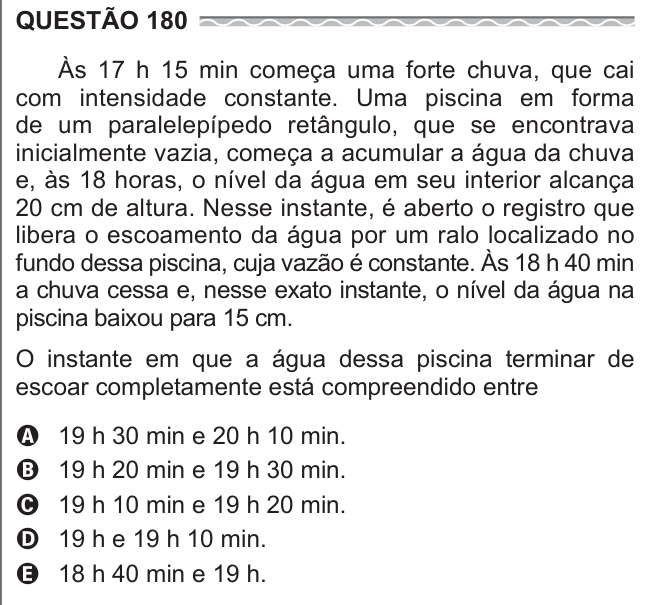 QUESTÃO 180
Às 17 h 15 min começa uma forte chuva, que cai
com intensidade constante. Uma piscina em forma
de um paralelepípedo retângulo, que se encontrava
inicialmente vazia, começa a acumular a água da chuva
e, às 18 horas, o nível da água em seu interior alcança
20 cm de altura. Nesse instante, é aberto o registro que
libera o escoamento da água por um ralo localizado no
fundo dessa piscina, cuja vazão é constante. Às 18 h 40 min
a chuva cessa e, nesse exato instante, o nível da água na
piscina baixou para 15 cm.
O instante em que a água dessa piscina terminar de
escoar completamente está compreendido entre
A 19 h 30 min e 20 h 10 min.
B 19 h 20 min e 19 h 30 min.
C 19 h 10 min e 19 h 20 min.
D 19 h e 19 h 10 min.
E 18 h 40 min e 19 h.